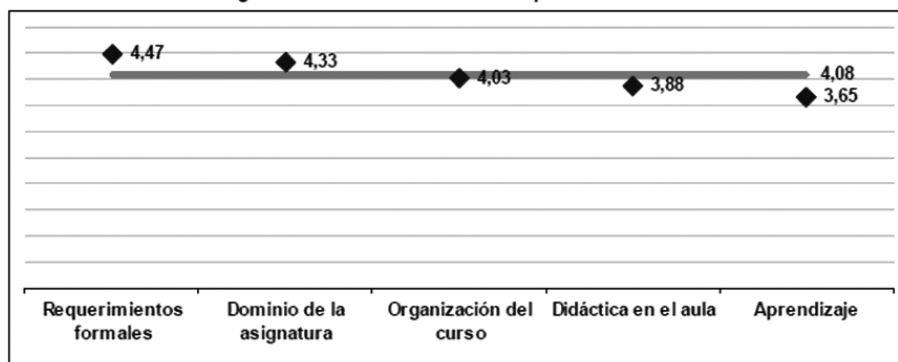 4,47
4,33
4,03
3,88
4,08
3,65
Requerimientos
formales
Dominio de la
asignatura
Organización del
curso
Didáctica en el aula
Aprendizaje